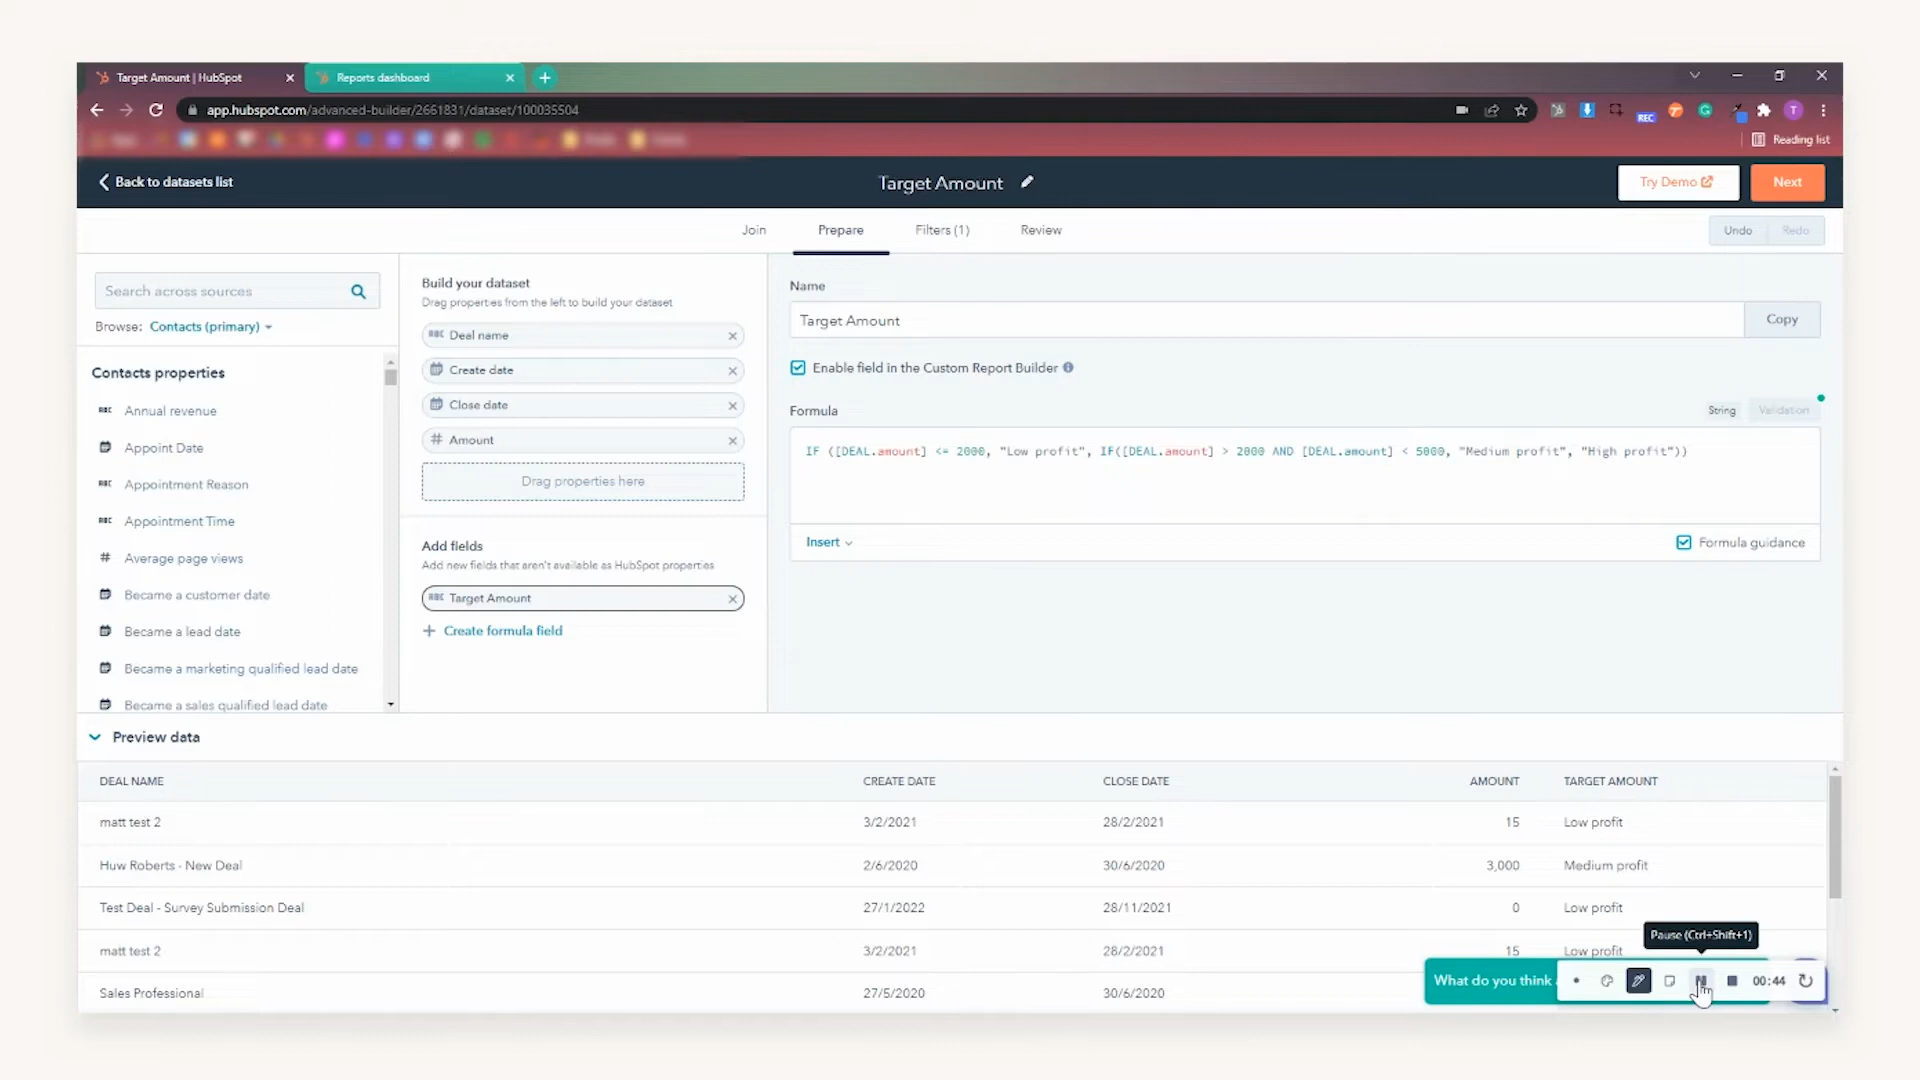 Target Amount | HubSpot
Reports dashboard
app.hubspot.com/advanced-builder/2661831/dataset/100035504
REC
T
Reading list
Back to datasets list
Target Amount
Try Demo
Next
Join
Prepare
Filters (1)
Review
Undo
Redo
Search across sources
Browse: Contacts (primary)
Contacts properties
ABC Annual revenue
Appoint Date
ABC Appointment Reason
ABC Appointment Time
# Average page views
Became a customer date
Became a lead date
Became a marketing qualified lead date
Became a sales qualified lead date
Build your dataset
Drag properties from the left to build your dataset
ABC Deal name
Create date
Close date
# Amount
Drag properties here
Add fields
Add new fields that aren't available as HubSpot properties
ABC Target Amount
+ Create formula field
Name
Target Amount
Copy
Enable field in the Custom Report Builder
Formula
String
Validation
IF ([DEAL.amount] <= 2000, "Low profit", IF([DEAL.amount] > 2000 AND [DEAL.amount] < 5000, "Medium profit", "High profit"))
Insert
Formula guidance
Preview data
DEAL NAME CREATE DATE CLOSE DATE AMOUNT TARGET AMOUNT
matt test 2 3/2/2021 28/2/2021 15 Low profit
Huw Roberts - New Deal 2/6/2020 30/6/2020 3,000 Medium profit
Test Deal - Survey Submission Deal 27/1/2022 28/11/2021 0 Low profit
Pause (Ctrl+Shift+1)
matt test 2 3/2/2021 28/2/2021 15 Low profit
Sales Professional 27/5/2020 30/6/2020
What do you think
00:44